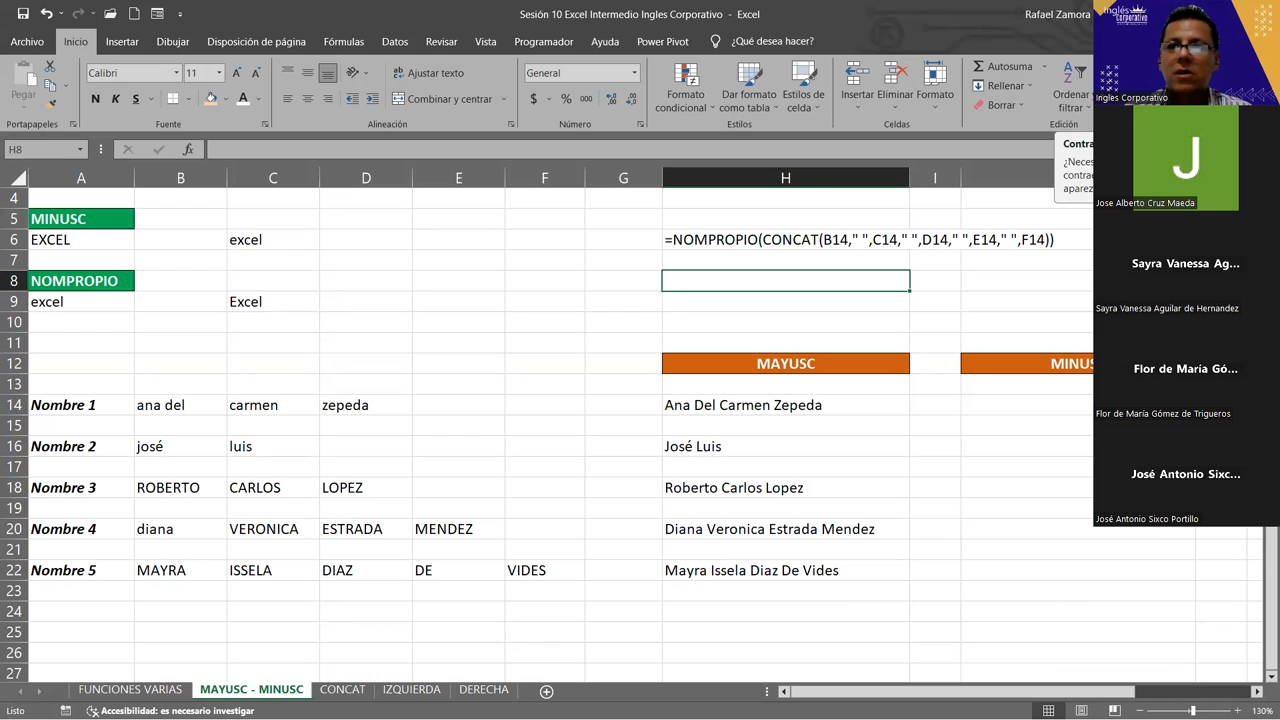 Sesión 10 Excel Intermedio Ingles Corporativo - Excel
Rafael Zamora
Archivo Inicio Insertar Dibujar Disposición de página Fórmulas Datos Revisar Vista Programador Ayuda Power Pivot ¿Qué desea hacer?
Pegar
Calibri 11
N K S
Ajustar texto
Combinar y centrar
General
$ % 000
Formato condicional
Dar formato como tabla
Estilos de celda
Insertar Eliminar Formato
Autosuma
Rellenar
Borrar
Ordenar
filtrar
Portapapeles Fuente Alineación Número Estilos Celdas Edición
H8 fx
Contra
¿Neces
contra
aparez
A B C D E F G H I
4
5 MINUSC
6 EXCEL excel =NOMPROPIO(CONCAT(B14," ",C14," ",D14," ",E14," ",F14))
7
8 NOMPROPIO
9 excel Excel
10
11
12 MAYUSC MINUS
13
14 Nombre 1 ana del carmen zepeda Ana Del Carmen Zepeda
15
16 Nombre 2 josé luis José Luis
17
18 Nombre 3 ROBERTO CARLOS LOPEZ Roberto Carlos Lopez
19
20 Nombre 4 diana VERONICA ESTRADA MENDEZ Diana Veronica Estrada Mendez
21
22 Nombre 5 MAYRA ISSELA DIAZ DE VIDES Mayra Issela Diaz De Vides
23
24
25
26
27
FUNCIONES VARIAS MAYUSC - MINUSC CONCAT IZQUIERDA DERECHA
Listo Accesibilidad: es necesario investigar 130%
Inglés
Corporativo
Ingles Corporativo
J
Jose Alberto Cruz Maeda
Sayra Vanessa Ag...
Sayra Vanessa Aguilar de Hernandez
Flor de María Gó...
Flor de María Gómez de Trigueros
José Antonio Sixc...
José Antonio Sixco Portillo